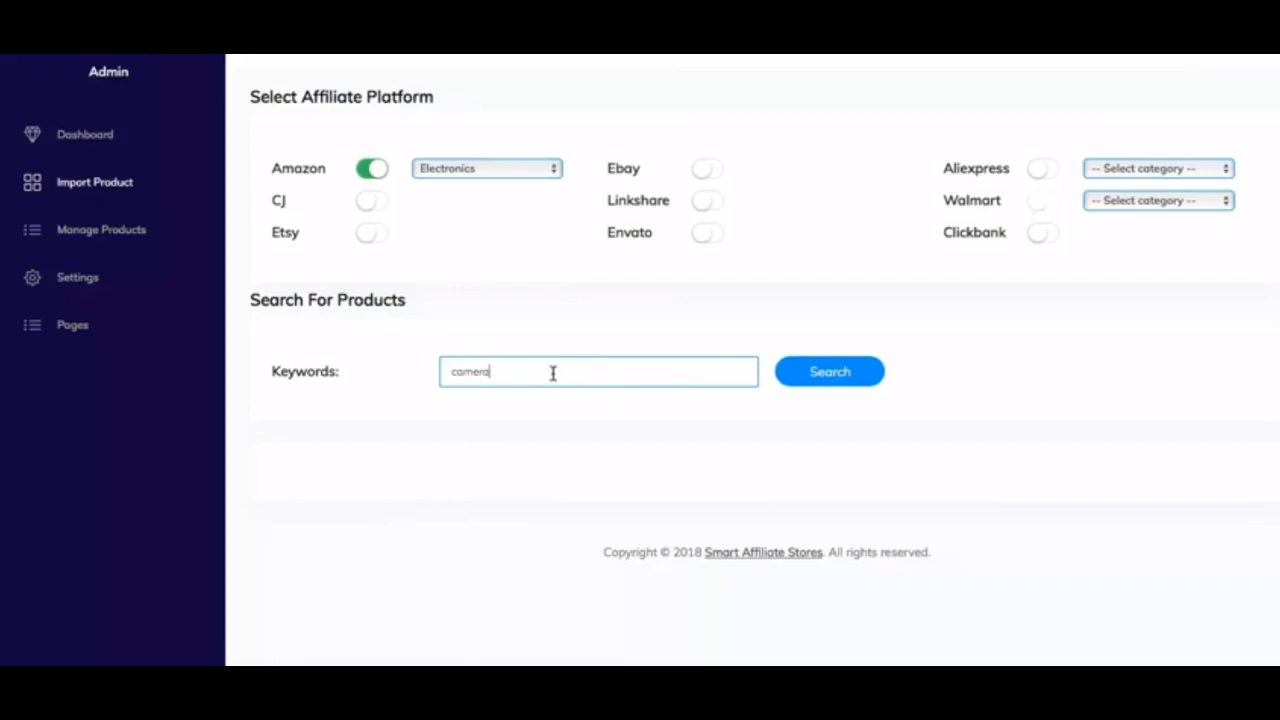 Admin
Dashboard
Import Product
Manage Products
Settings
Pages
Select Affiliate Platform
Amazon Electronics Ebay Aliexpress -- Select category --
CJ Linkshare Walmart -- Select category --
Etsy Envato Clickbank
Search For Products
Keywords: camera Search
Copyright © 2018 Smart Affiliate Stores. All rights reserved.